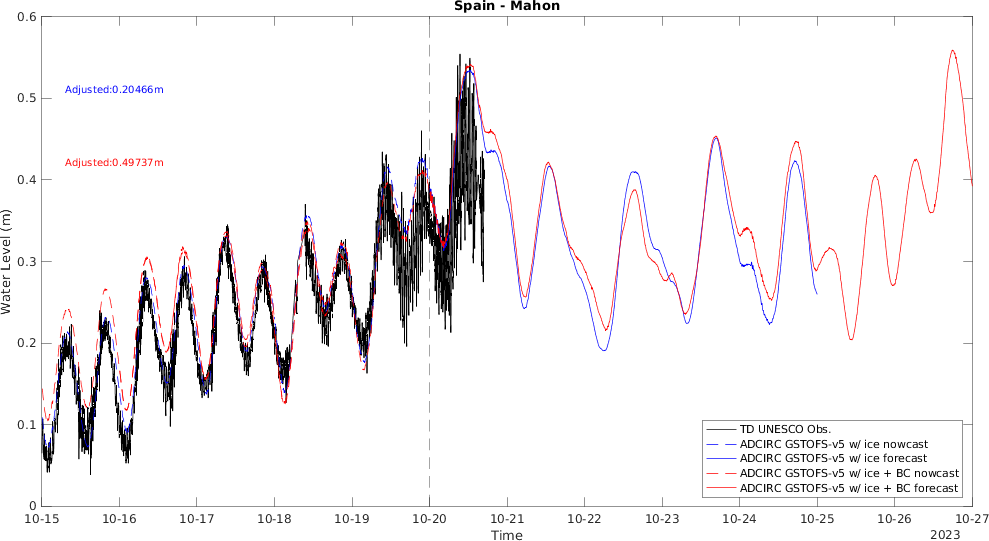 Spain - Mahon
0.6
0.5
0.4
0.3
0.2
0.1
0
Water Level (m)
Adjusted:0.20466m
Adjusted:0.49737m
TD UNESCO Obs.
ADCIRC GSTOFS-v5 w/ ice nowcast
ADCIRC GSTOFS-v5 w/ ice forecast
ADCIRC GSTOFS-v5 w/ ice + BC nowcast
ADCIRC GSTOFS-v5 w/ ice + BC forecast
10-15 10-16 10-17 10-18 10-19 10-20 10-21 10-22 10-23 10-24 10-25 10-26 10-27
Time
2023